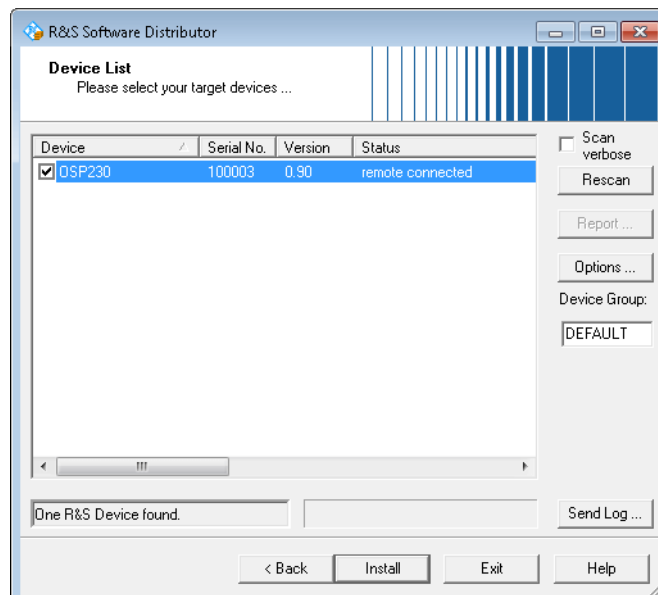 R&S Software Distributor
Device List
Please select your target devices ...
Device Serial No. Version Status
OSP230 100003 0.90 remote connected
Scan
verbose
Rescan
Report ...
Options ...
Device Group:
DEFAULT
One R&S Device found.
Send Log ...
< Back Install Exit Help